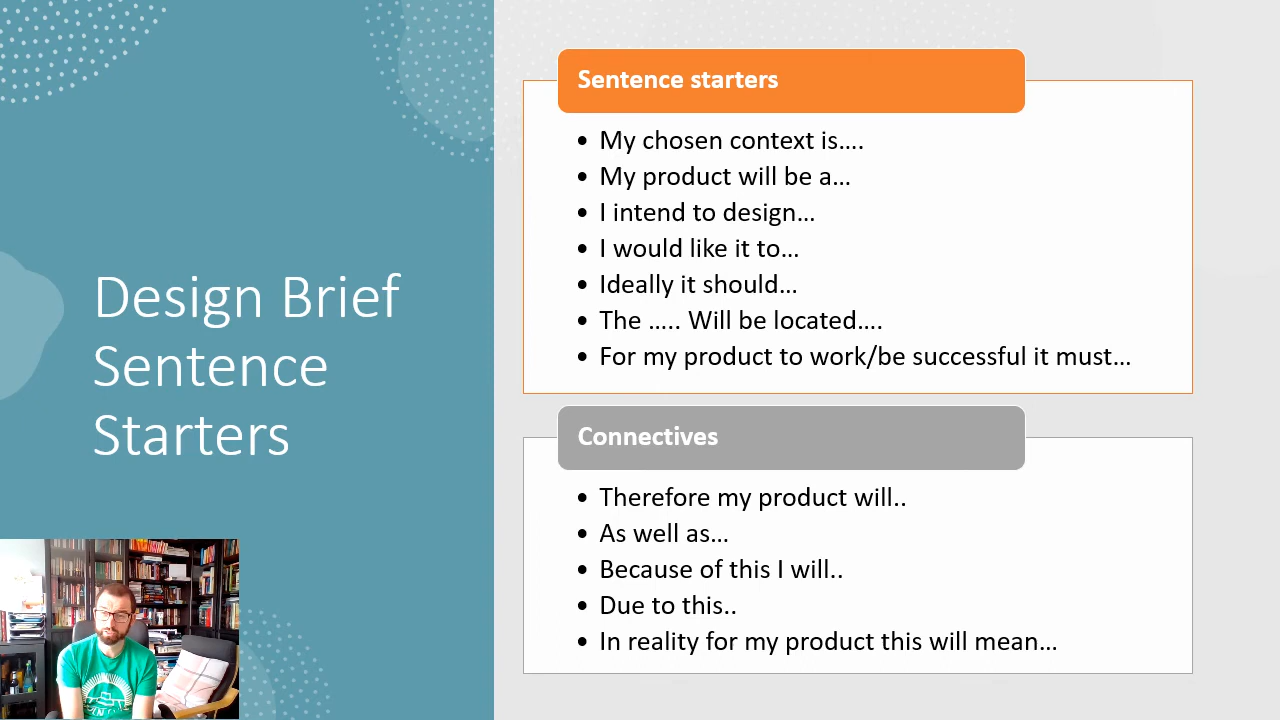 Design Brief
Sentence
Starters
Sentence starters
• My chosen context is….
• My product will be a…
• I intend to design…
• I would like it to…
• Ideally it should…
• The ….. Will be located….
• For my product to work/be successful it must…
Connectives
• Therefore my product will..
• As well as…
• Because of this I will..
• Due to this..
• In reality for my product this will mean…